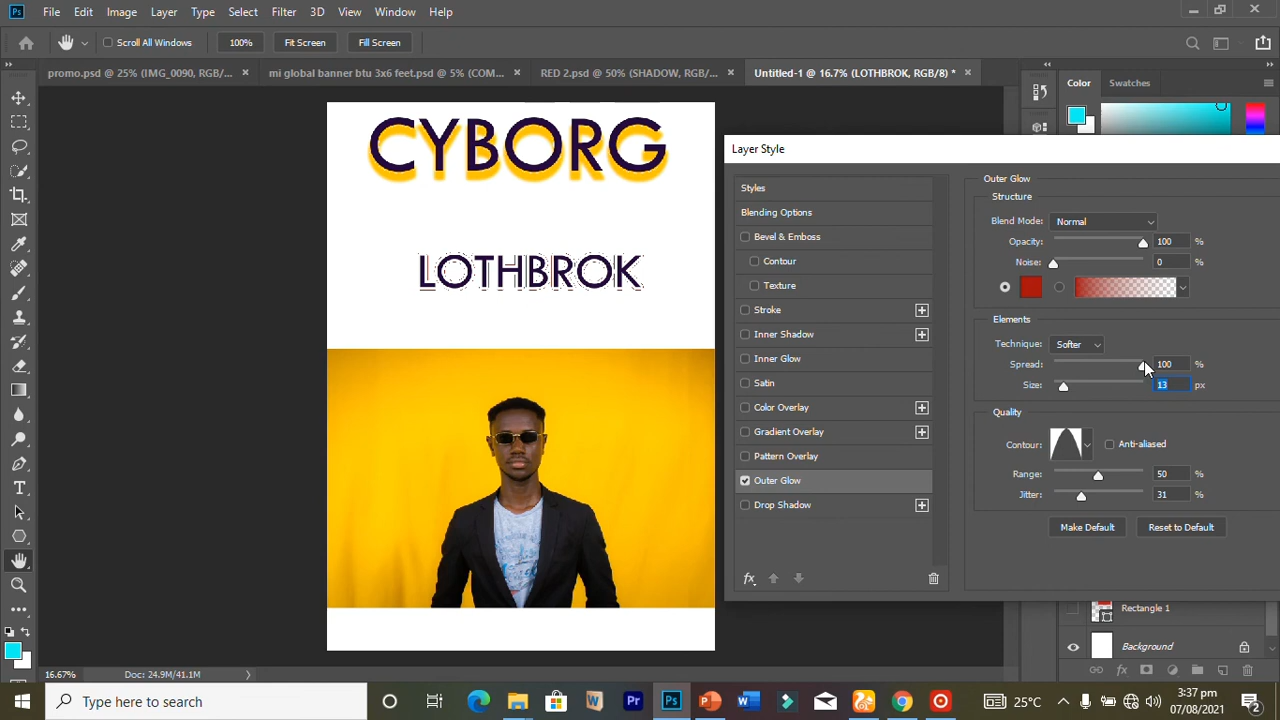 Ps File Edit Image Layer Type Select Filter 3D View Window Help
Scroll All Windows 100% Fit Screen Fill Screen
promo.psd @ 25% (IMG_0090, RGB/... × mi global banner btu 3x6 feet.psd @ 5% (COM... × RED 2.psd @ 50% (SHADOW, RGB/... × Untitled-1 @ 16.7% (LOTHBROK, RGB/8) * ×
Color Swatches
CYBORG
LOTHBROK
Layer Style
Styles
Blending Options
Bevel & Emboss
Contour
Texture
Stroke
Inner Shadow
Inner Glow
Satin
Color Overlay
Gradient Overlay
Pattern Overlay
Outer Glow
Drop Shadow
fx
Outer Glow
Structure
Blend Mode: Normal
Opacity: 100 %
Noise: 0 %
Elements
Technique: Softer
Spread: 100 %
Size: 13 px
Quality
Contour: Anti-aliased
Range: 50 %
Jitter: 31 %
Make Default Reset to Default
Rectangle 1
Background
fx
16.67% Doc: 24.9M/41.1M
Type here to search
W Pr Ps P W
25°C
3:37 pm
07/08/2021
2